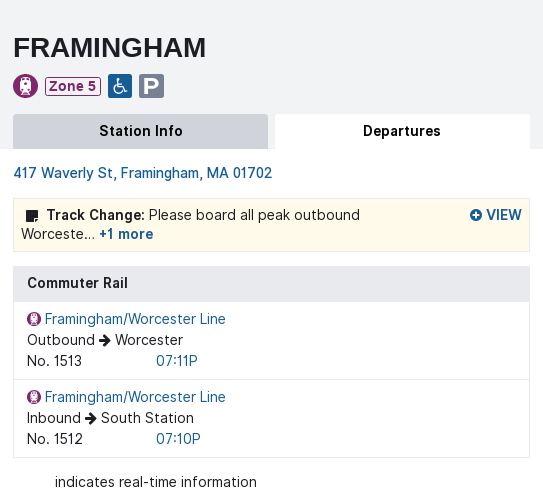 FRAMINGHAM
Zone 5
P
Station Info
Departures
417 Waverly St, Framingham, MA 01702
Track Change: Please board all peak outbound
Worceste… +1 more
VIEW
Commuter Rail
Framingham/Worcester Line
Outbound → Worcester
No. 1513 07:11P
Framingham/Worcester Line
Inbound → South Station
No. 1512 07:10P
indicates real-time information